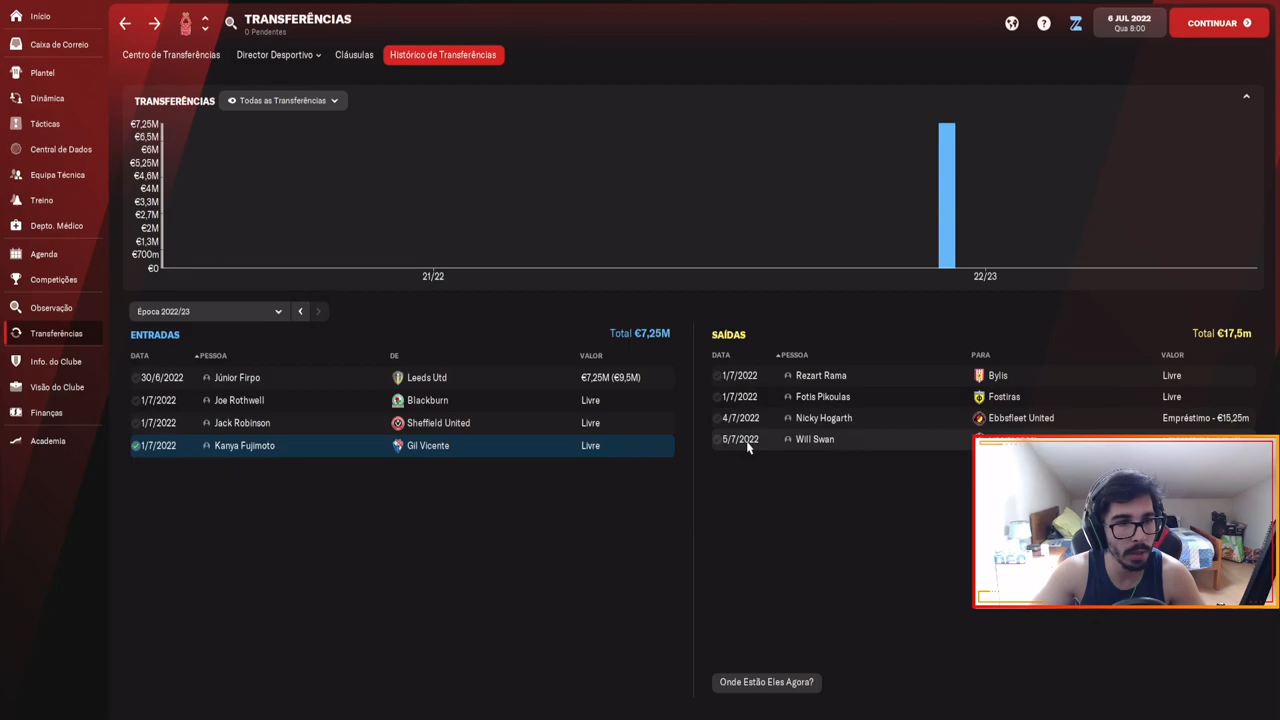 Início
Caixa de Correio
Plantel
Dinâmica
Tácticas
Central de Dados
Equipa Técnica
Treino
Depto. Médico
Agenda
Competições
Observação
Transferências
Info. do Clube
Visão do Clube
Finanças
Academia
TRANSFERÊNCIAS
0 Pendentes
6 JUL 2022
Qua 8:00
CONTINUAR
Centro de Transferências
Director Desportivo
Cláusulas
Histórico de Transferências
TRANSFERÊNCIAS
Todas as Transferências
€7,25M
€6,5M
€6M
€5,25M
€4,6M
€4M
€3,3M
€2,7M
€2M
€1,3M
€700m
€0
21/22
22/23
Época 2022/23
ENTRADAS
Total €7,25M
DATA PESSOA DE VALOR
30/6/2022 Júnior Firpo Leeds Utd €7,25M (€9,5M)
1/7/2022 Joe Rothwell Blackburn Livre
1/7/2022 Jack Robinson Sheffield United Livre
1/7/2022 Kanya Fujimoto Gil Vicente Livre
SAÍDAS
Total €17,5m
DATA PESSOA PARA VALOR
1/7/2022 Rezart Rama Bylis Livre
1/7/2022 Fotis Pikoulas Fostiras Livre
4/7/2022 Nicky Hogarth Ebbsfleet United Empréstimo - €15,25m
5/7/2022 Will Swan
Onde Estão Eles Agora?